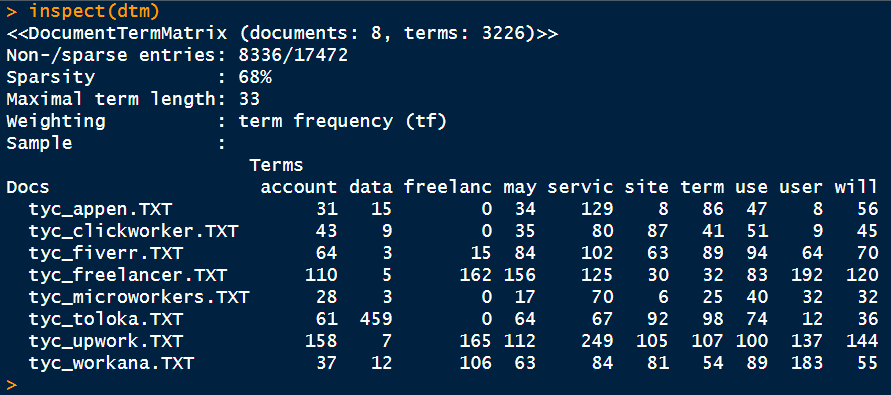 > inspect(dtm)
<<DocumentTermMatrix (documents: 8, terms: 3226)>>
Non-/sparse entries: 8336/17472
Sparsity           : 68%
Maximal term length: 33
Weighting          : term frequency (tf)
Sample             :
                     Terms
Docs                  account data freelanc may servic site term use user will
  tyc_appen.TXT            31   15        0  34    129    8   86  47    8   56
  tyc_clickworker.TXT      43    9        0  35     80   87   41  51    9   45
  tyc_fiverr.TXT           64    3       15  84    102   63   89  94   64   70
  tyc_freelancer.TXT      110    5      162 156    125   30   32  83  192  120
  tyc_microworkers.TXT     28    3        0  17     70    6   25  40   32   32
  tyc_toloka.TXT           61  459        0  64     67   92   98  74   12   36
  tyc_upwork.TXT          158    7      165 112    249  105  107 100  137  144
  tyc_workana.TXT          37   12      106  63     84   81   54  89  183   55
>